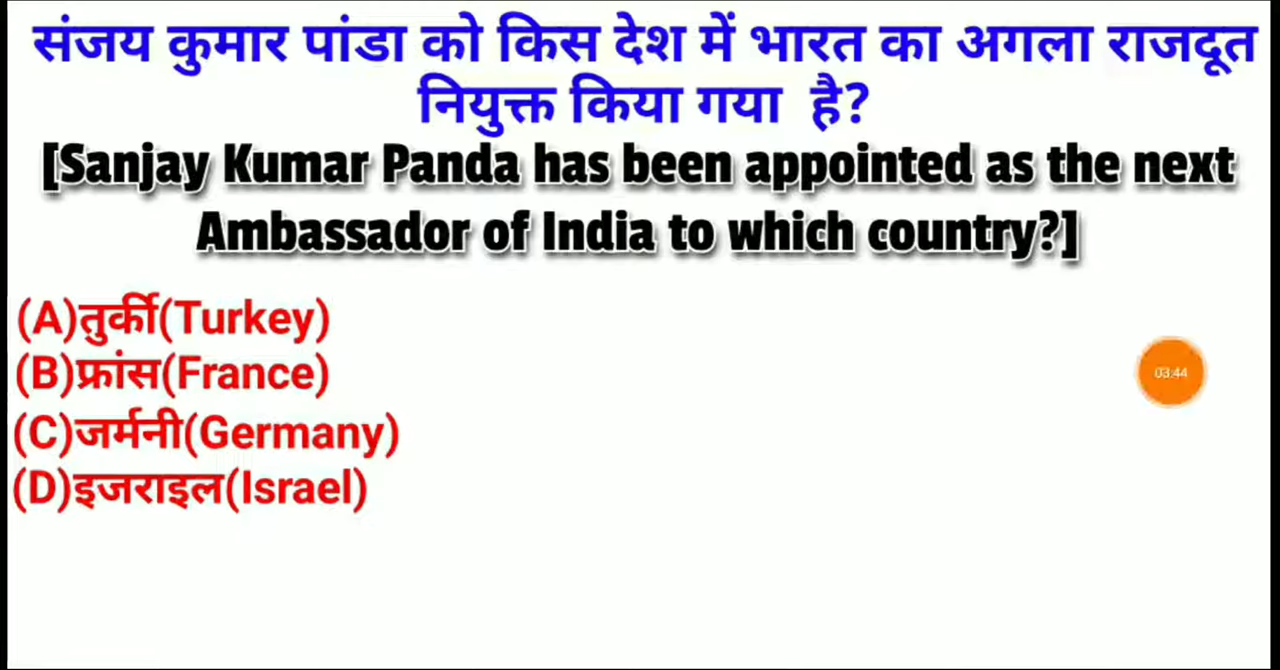 संजय कुमार पांडा को किस देश में भारत का अगला राजदूत
नियुक्त किया गया है?
[Sanjay Kumar Panda has been appointed as the next
Ambassador of India to which country?]
(A)तुर्की(Turkey)
(B)फ्रांस(France)
03:44
(C)जर्मनी(Germany)
(D)इजराइल(Israel)